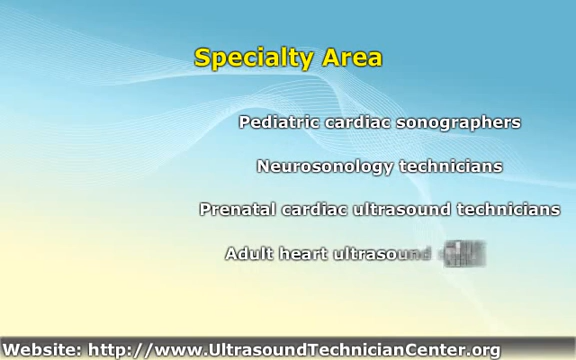 Specialty Area
Pediatric cardiac sonographers
Neurosonology technicians
Prenatal cardiac ultrasound technicians
Adult heart ultrasound
Website: http://www.UltrasoundTechnicianCenter.org